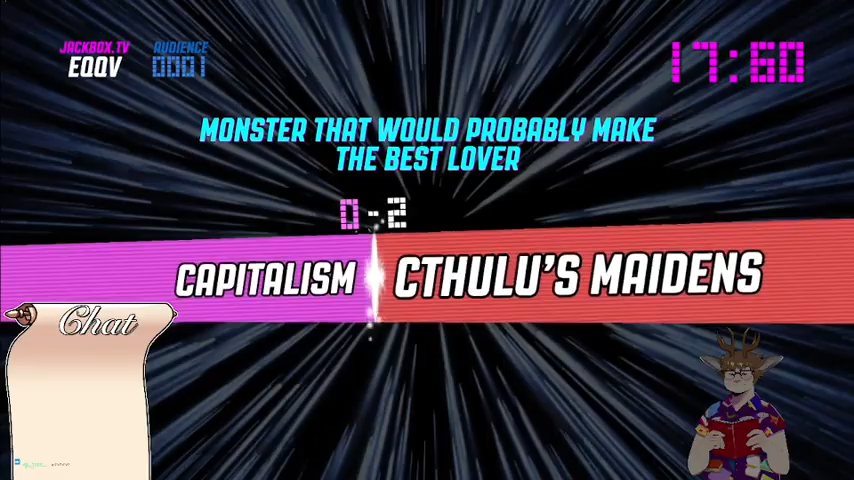 JACKBOX.TV
EQQV
AUDIENCE
0001
17:60
MONSTER THAT WOULD PROBABLY MAKE
THE BEST LOVER
0-2
CAPITALISM
CTHULU'S MAIDENS
Chat